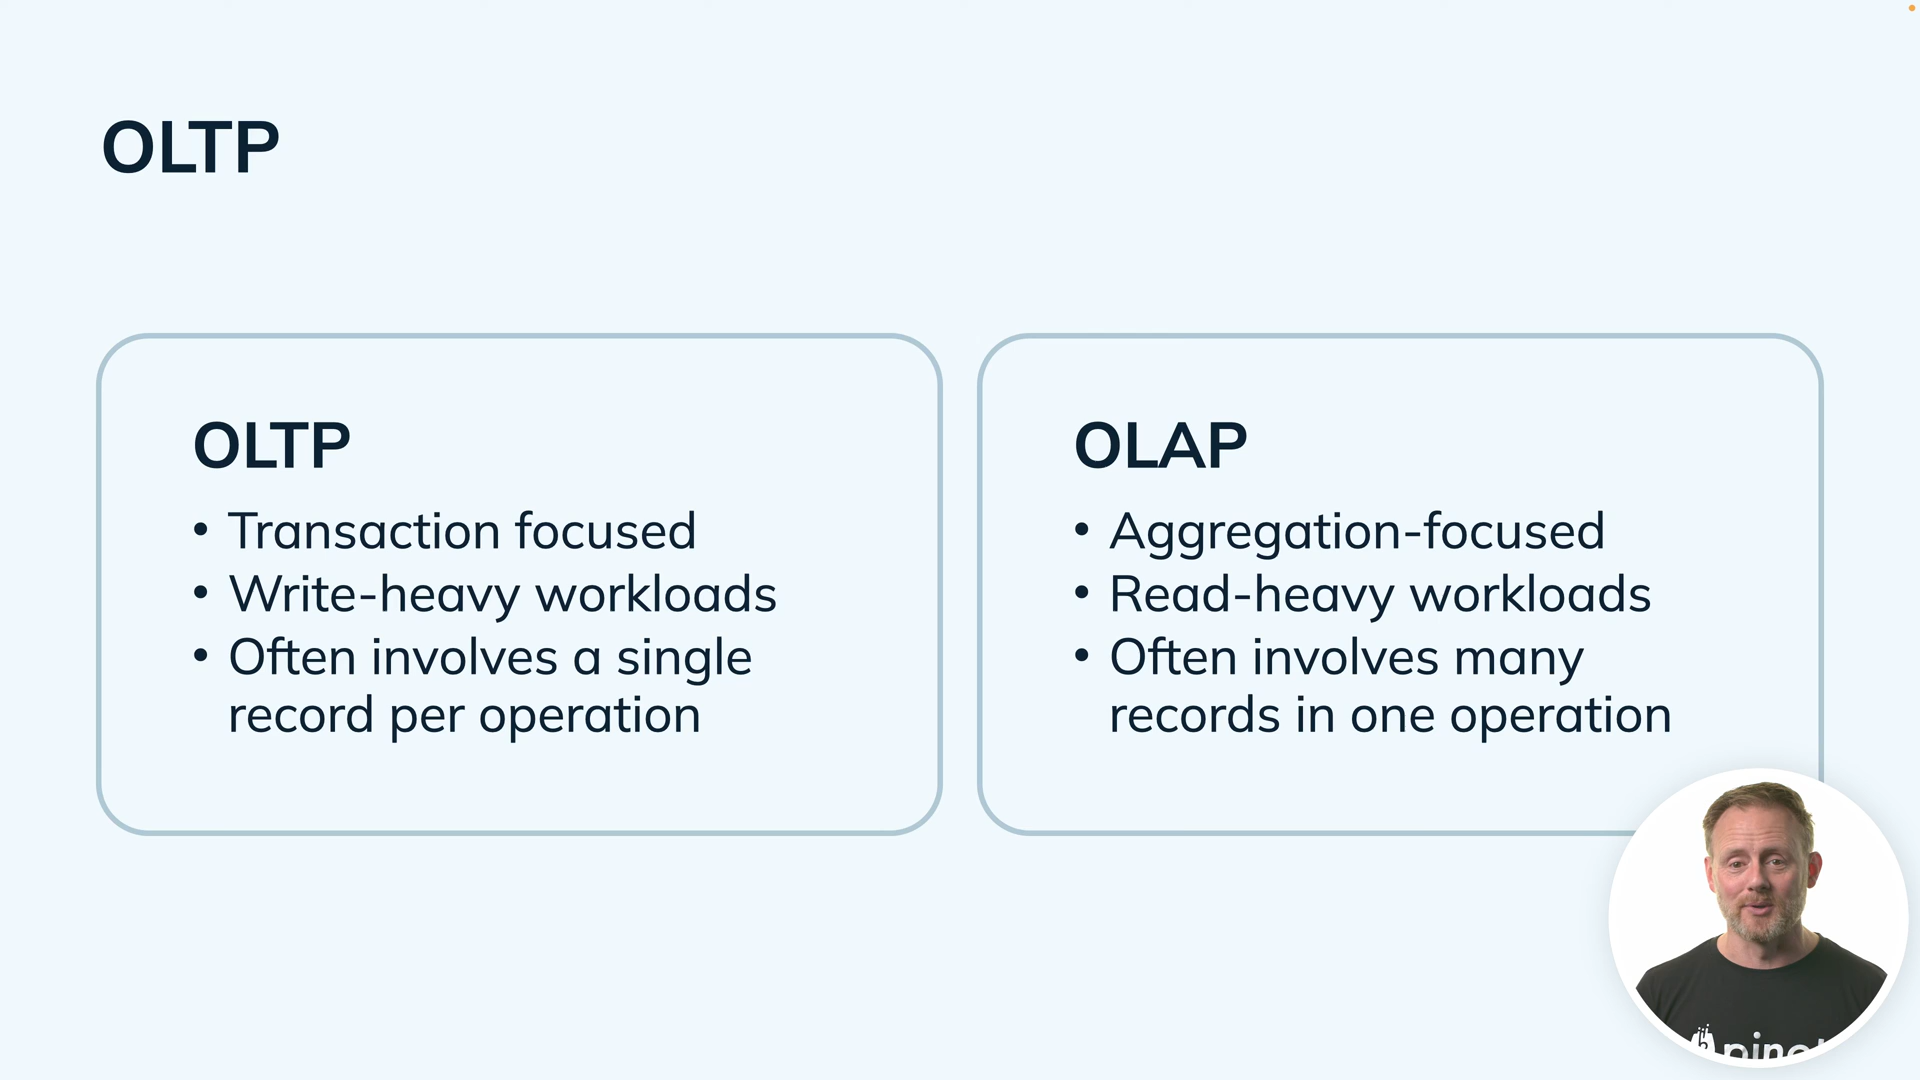 OLTP
OLTP
• Transaction focused
• Write-heavy workloads
• Often involves a single
record per operation
OLAP
• Aggregation-focused
• Read-heavy workloads
• Often involves many
records in one operation